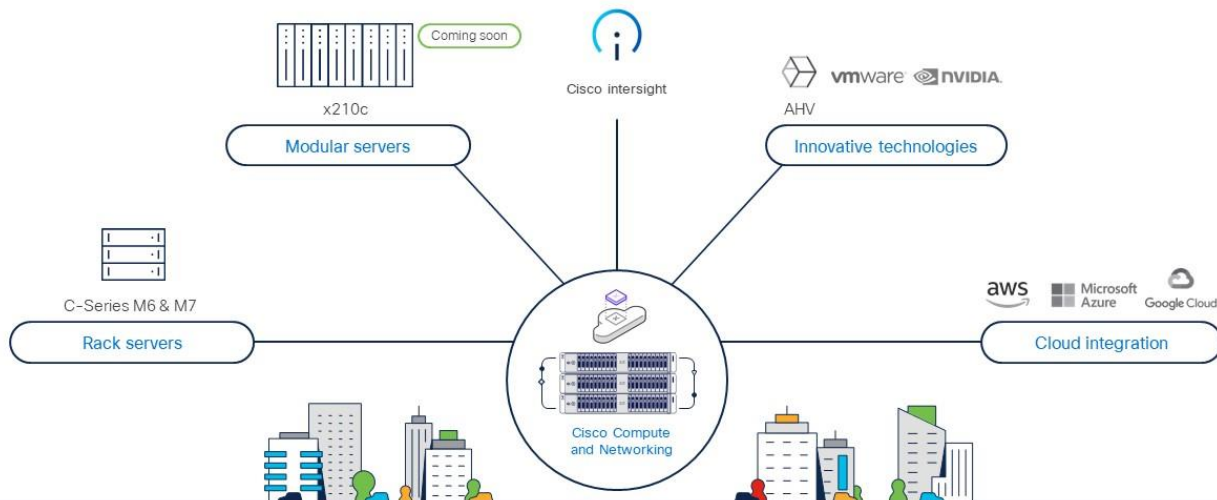 Coming soon
x210c
Modular servers
Cisco intersight
vmware
NVIDIA.
AHV
Innovative technologies
C-Series M6 & M7
Rack servers
aws
Microsoft
Azure
Google Cloud
Cloud integration
Cisco Compute
and Networking